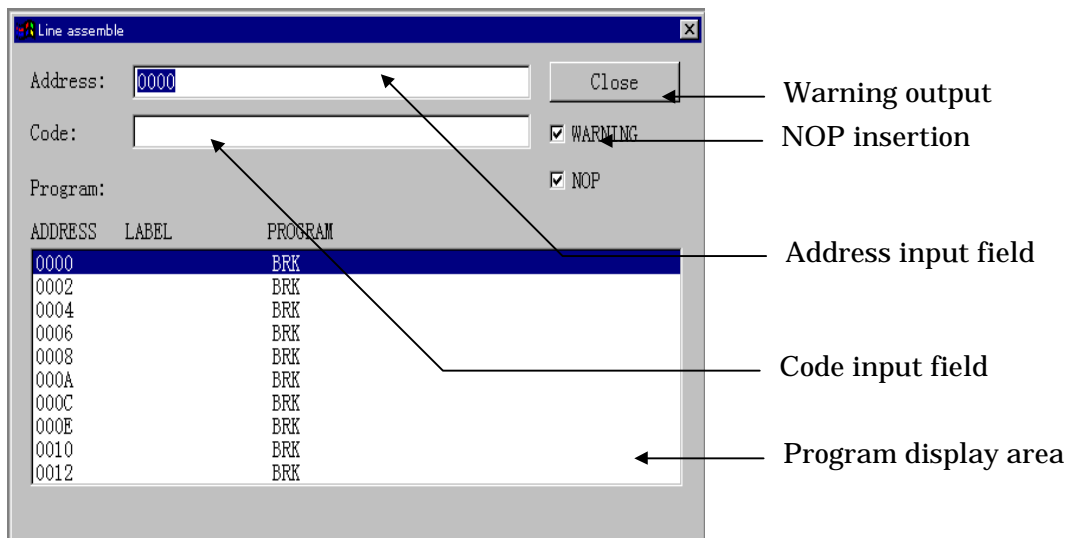 Line assemble
Address: 0000 Close
Code: WARNING
Program: NOP
ADDRESS LABEL PROGRAM
0000 BRK
0002 BRK
0004 BRK
0006 BRK
0008 BRK
000A BRK
000C BRK
000E BRK
0010 BRK
0012 BRK
Warning output
NOP insertion
Address input field
Code input field
Program display area